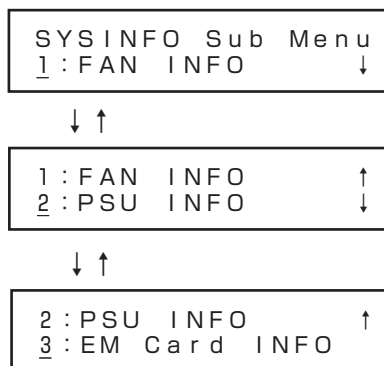 SYSINFO Sub Menu
1:FAN INFO ↓
↓ ↑
1:FAN INFO ↑
2:PSU INFO ↓
↓ ↑
2:PSU INFO ↑
3:EM Card INFO